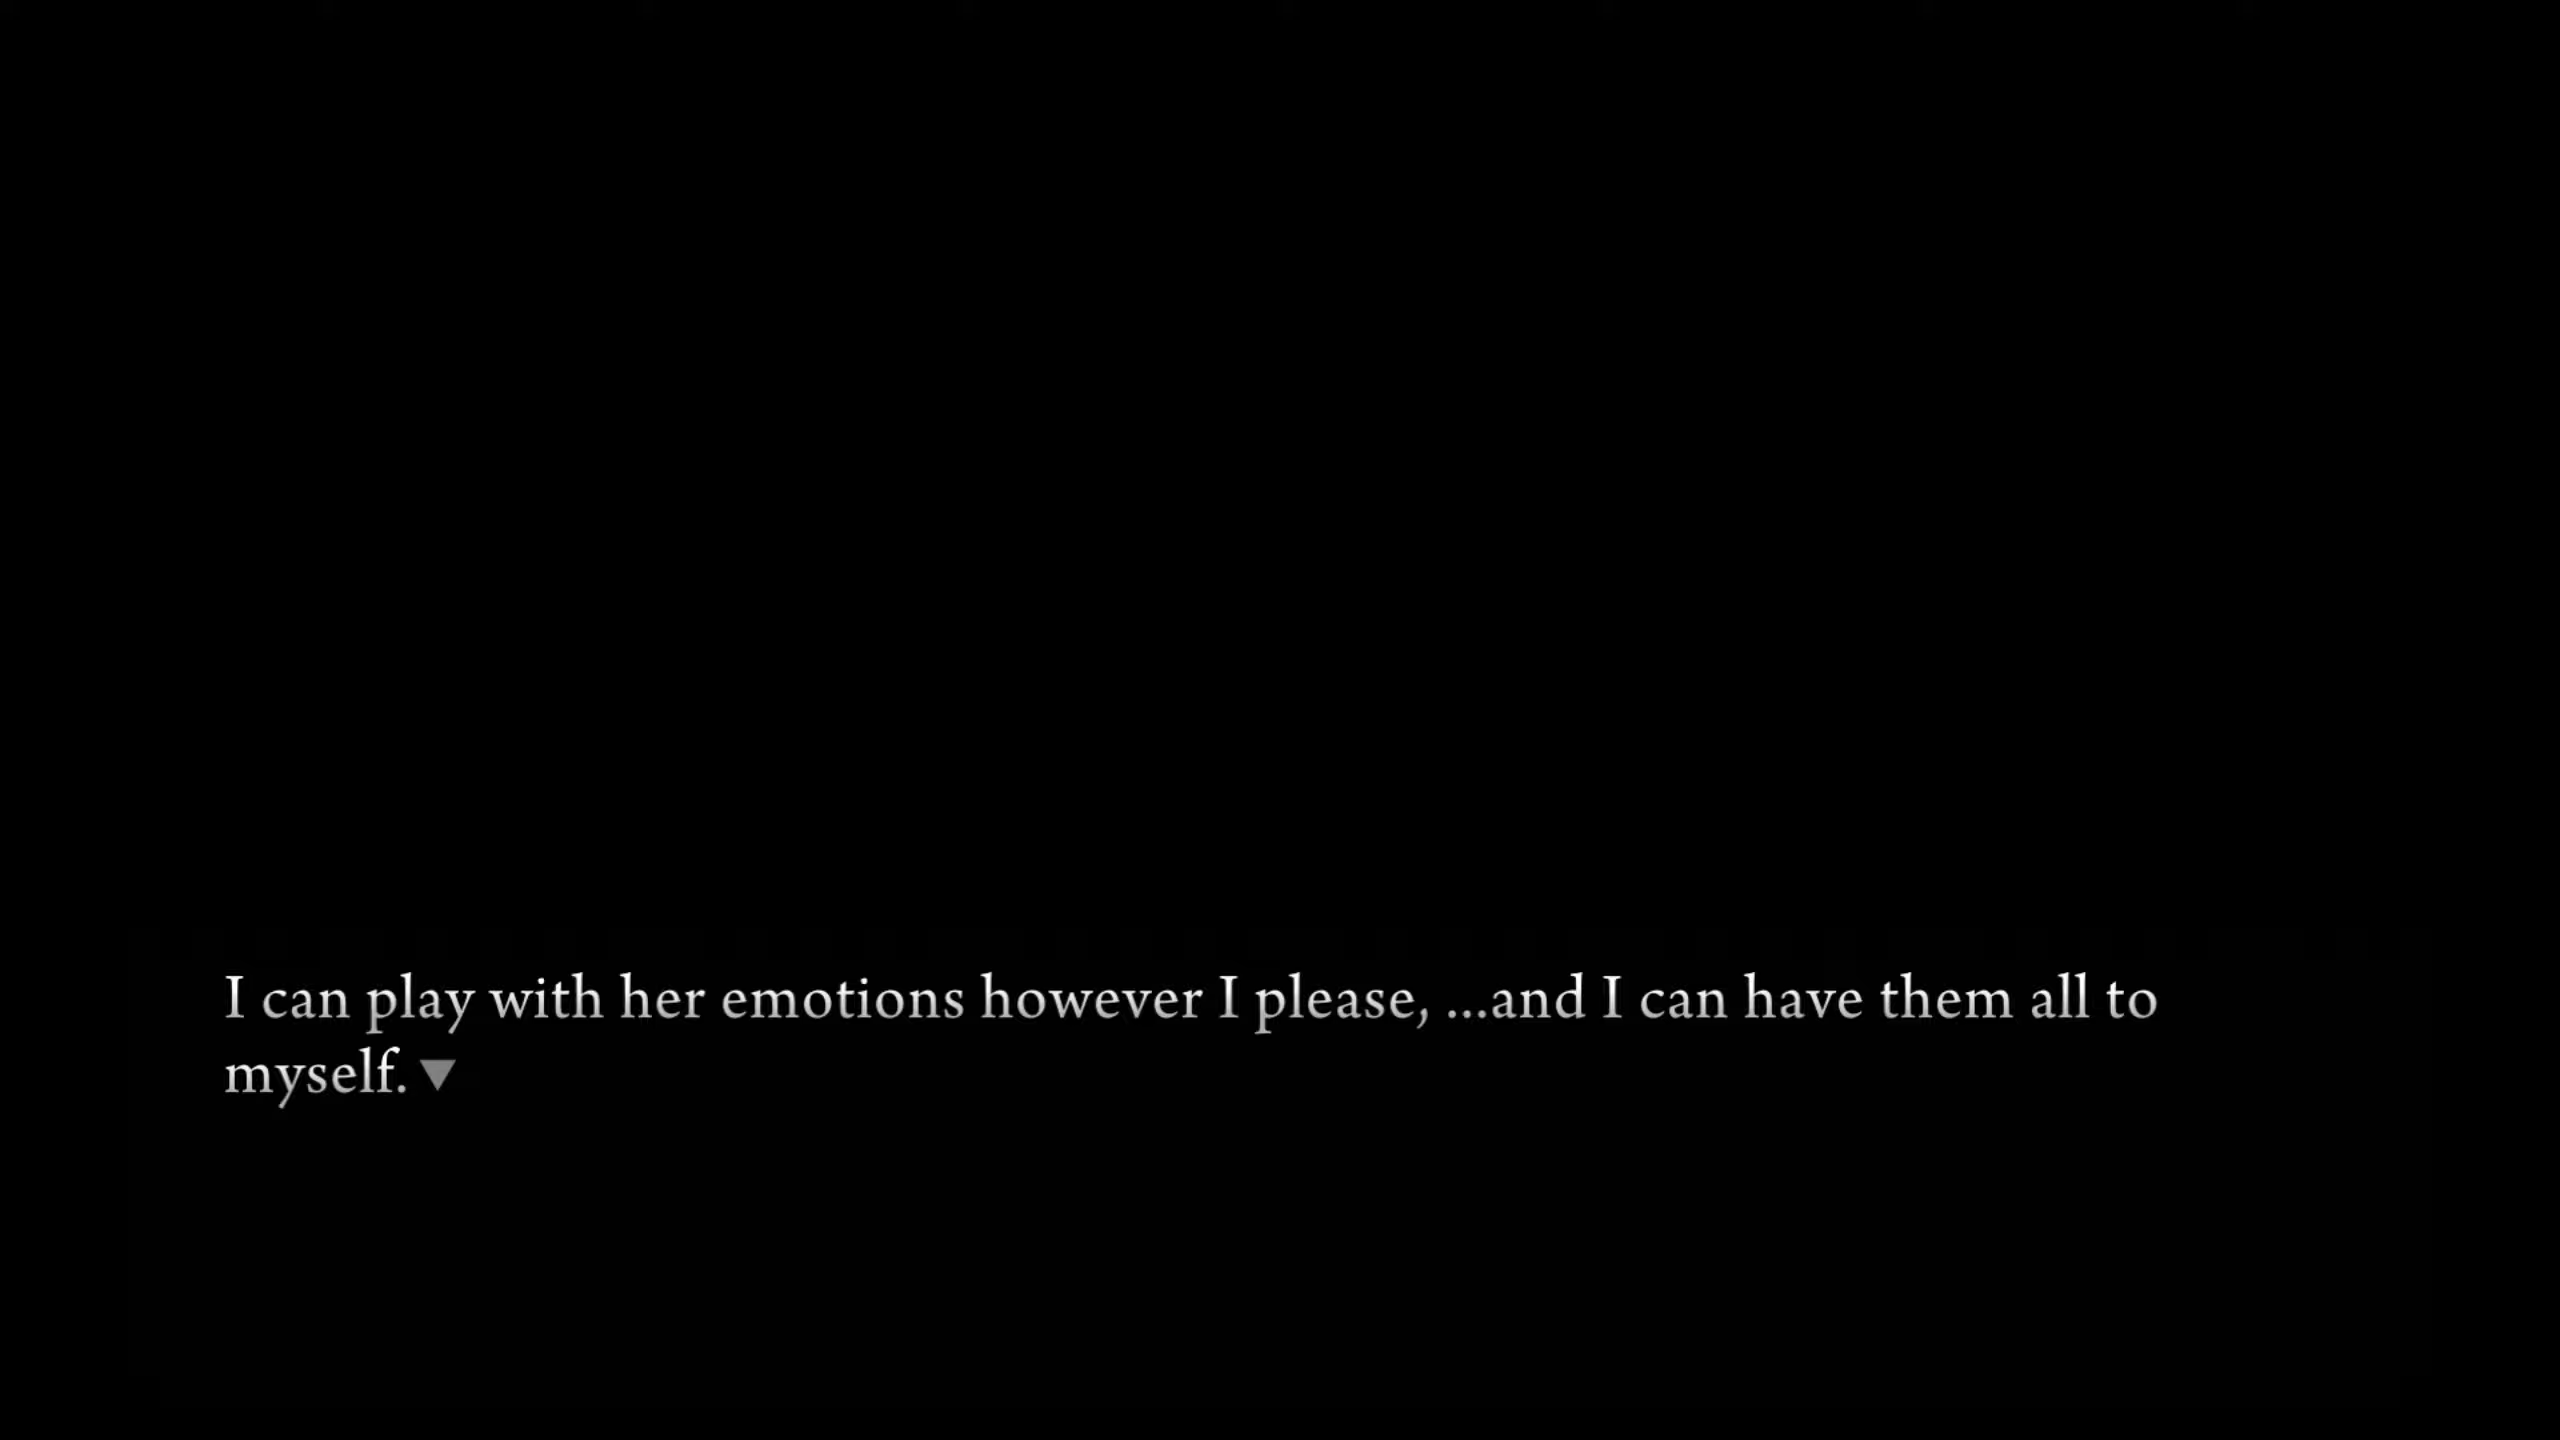 I can play with her emotions however I please, ...and I can have them all to
myself.